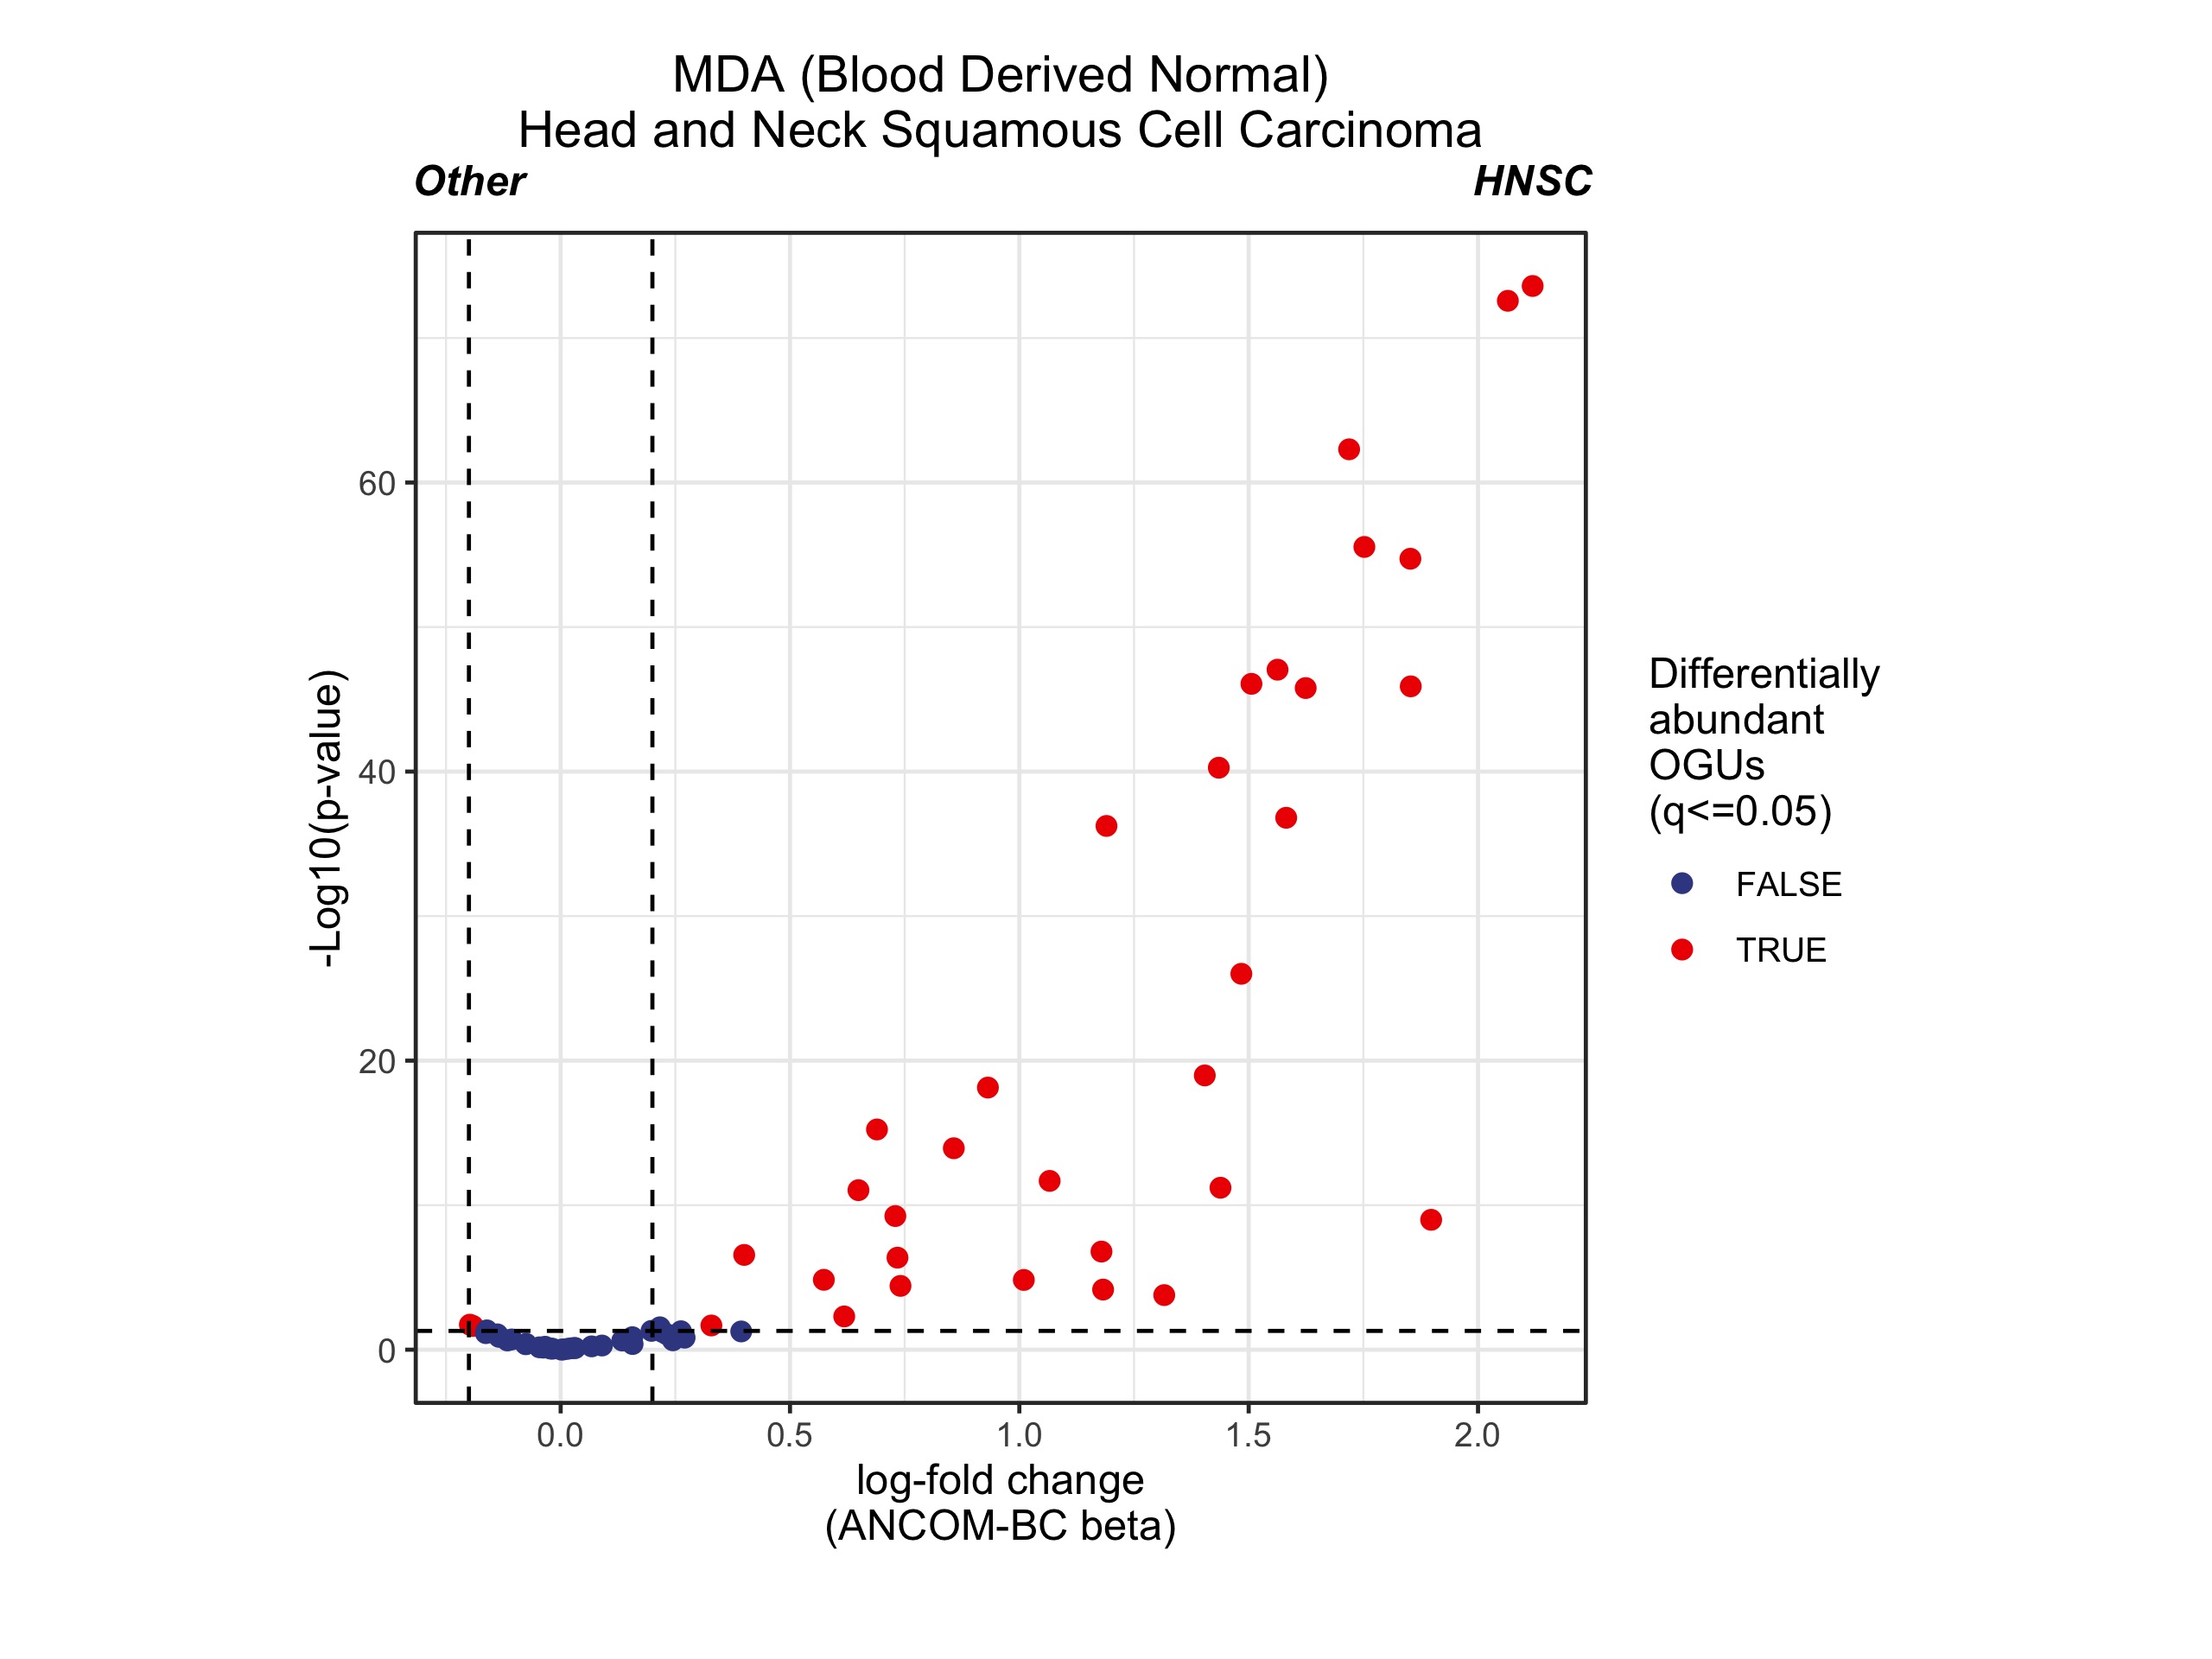 MDA (Blood Derived Normal)
Head and Neck Squamous Cell Carcinoma
Other
HNSC
60
40
20
0
-Log10(p-value)
0.0
0.5
1.0
1.5
2.0
log-fold change
(ANCOM-BC beta)
Differentially
abundant
OGUs
(q<=0.05)
FALSE
TRUE